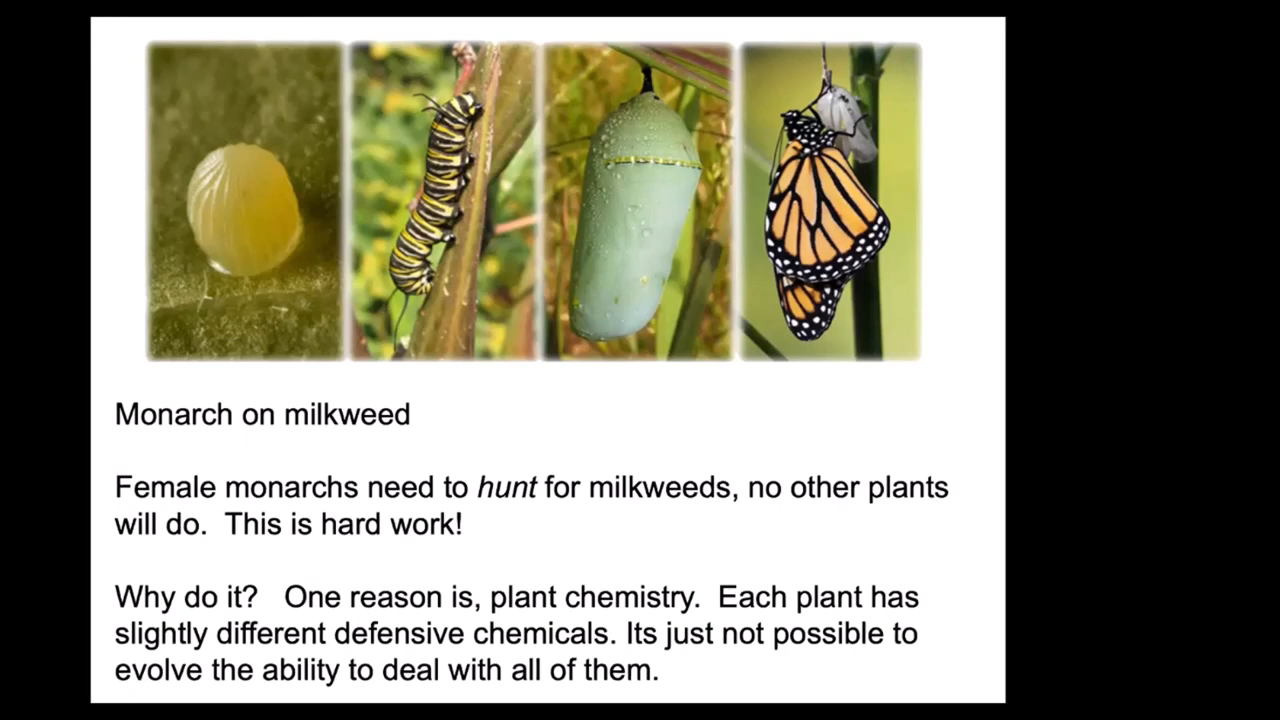 Monarch on milkweed
Female monarchs need to hunt for milkweeds, no other plants
will do.  This is hard work!
Why do it?   One reason is, plant chemistry.  Each plant has
slightly different defensive chemicals. Its just not possible to
evolve the ability to deal with all of them.